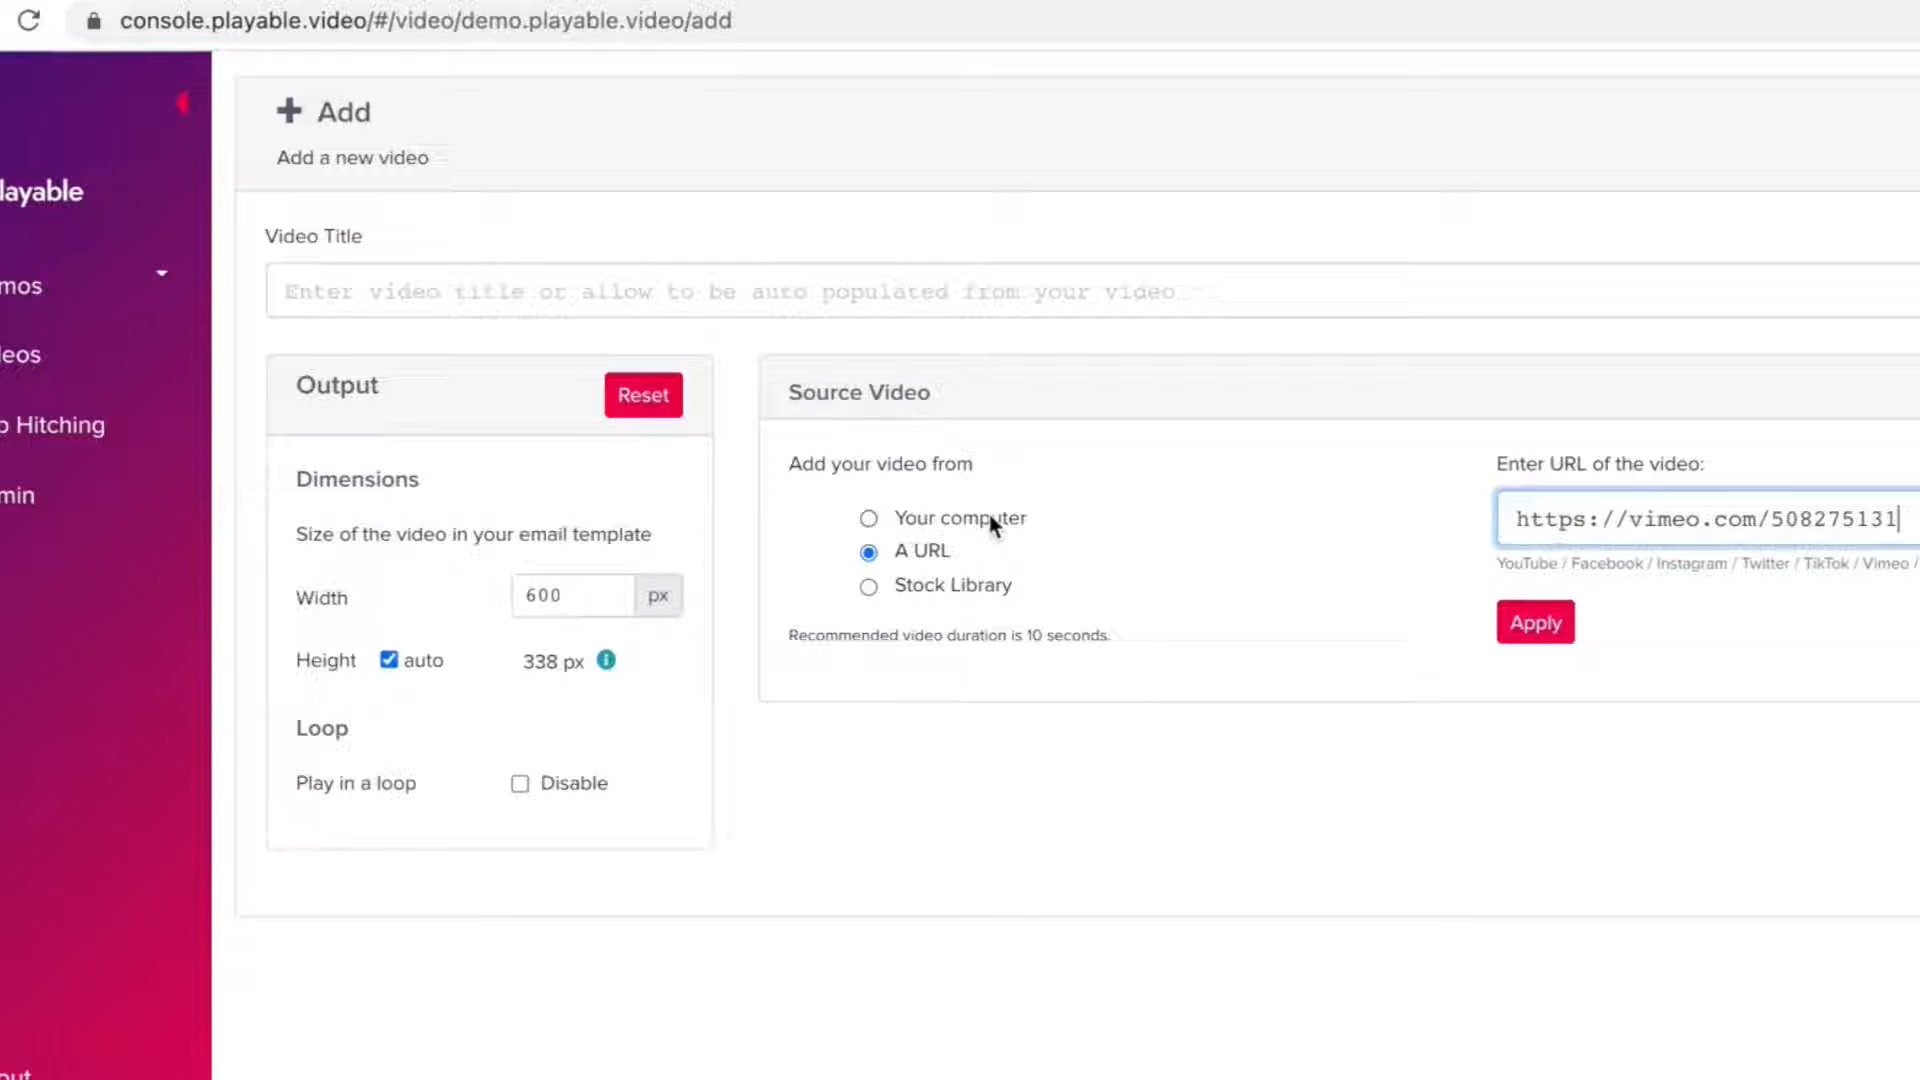 console.playable.video/#/video/demo.playable.video/add
Add
Add a new video
layable
Video Title
Enter video title or allow to be auto populated from your video
mos
eos
Hitching
min
Output
Reset
Dimensions
Size of the video in your email template
Width
600
px
Height
auto
338 px
Loop
Play in a loop
Disable
Source Video
Add your video from
Your computer
A URL
Stock Library
Recommended video duration is 10 seconds.
Enter URL of the video:
https://vimeo.com/508275131
YouTube / Facebook / Instagram / Twitter / TikTok / Vimeo /
Apply
out